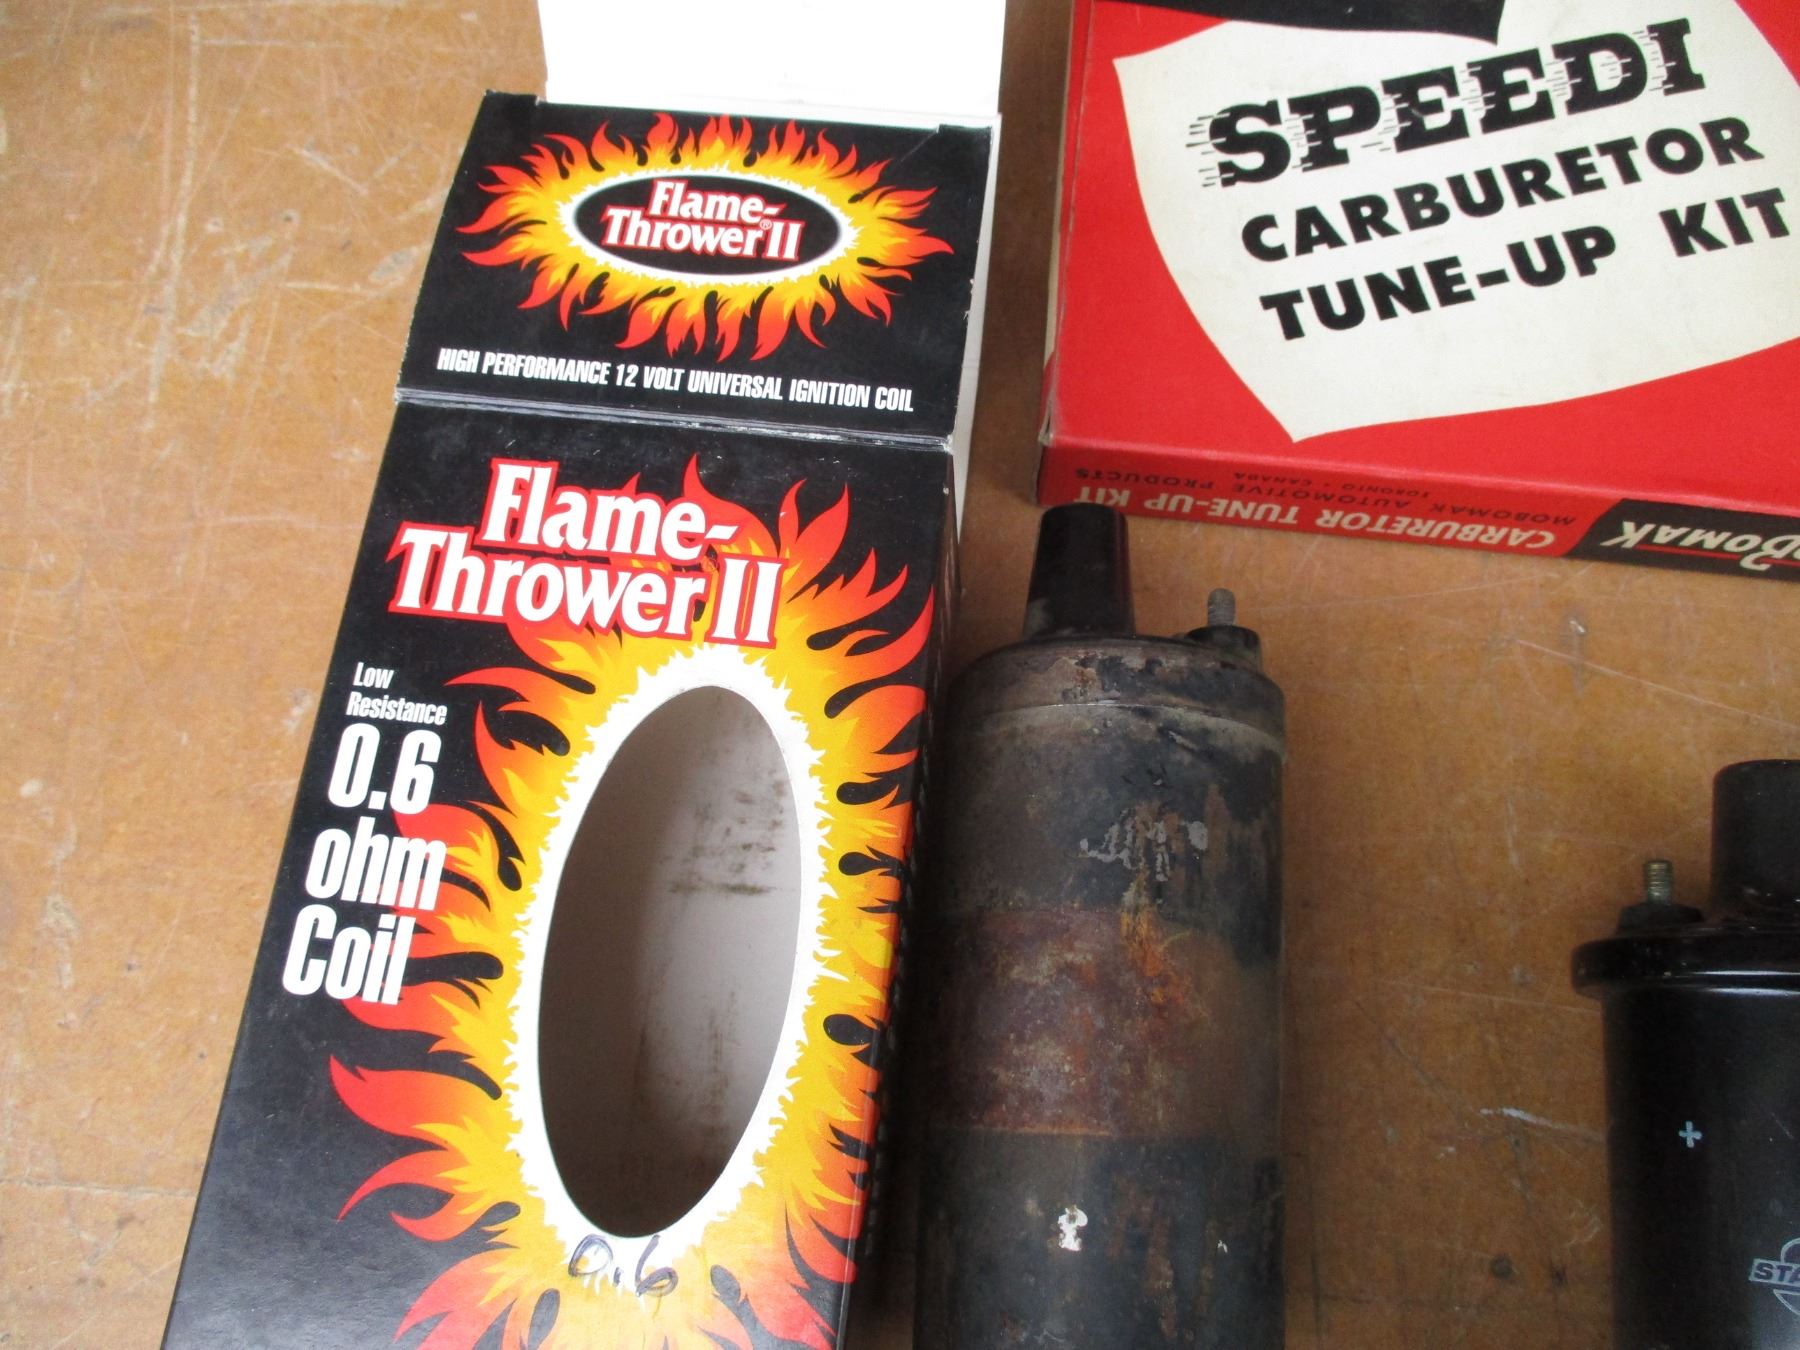 Flame-
Thrower® II
HIGH PERFORMANCE 12 VOLT UNIVERSAL IGNITION COIL
Flame-
Thrower® II
Low
Resistance
0.6
ohm
Coil
0.6
SPEEDI
CARBURETOR
TUNE-UP KIT
CARBURETOR TUNE-UP KIT
MOBOMAK AUTOMOTIVE PRODUCTS
TORONTO - CANADA
+
STA